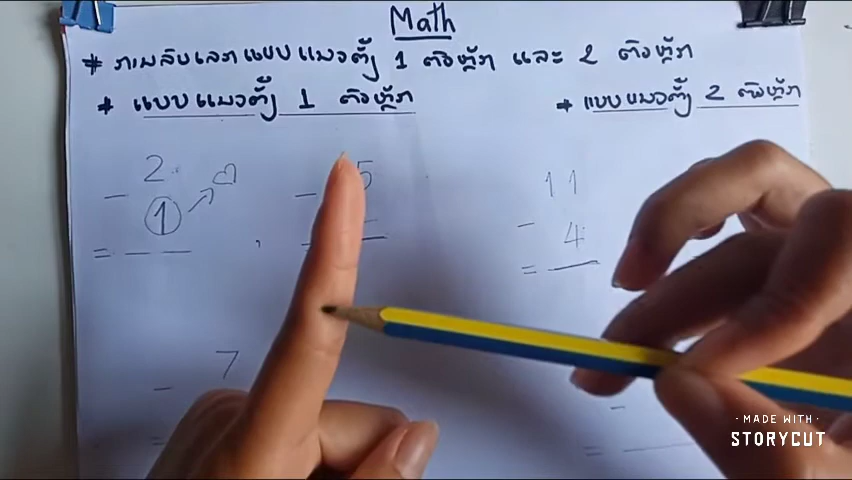 Math
* ການລົບເລກແບບແນວຕັ້ງ 1 ຕົວຫຼັກ ແລະ 2 ຕົວຫຼັກ
* ແບບແນວຕັ້ງ 1 ຕົວຫຼັກ
* ແບບແນວຕັ້ງ 2 ຕົວຫຼັກ
2
- 1
=
- 5
11
- 4
=
7
-
=
-
=
· MADE WITH ·
STORYCUT